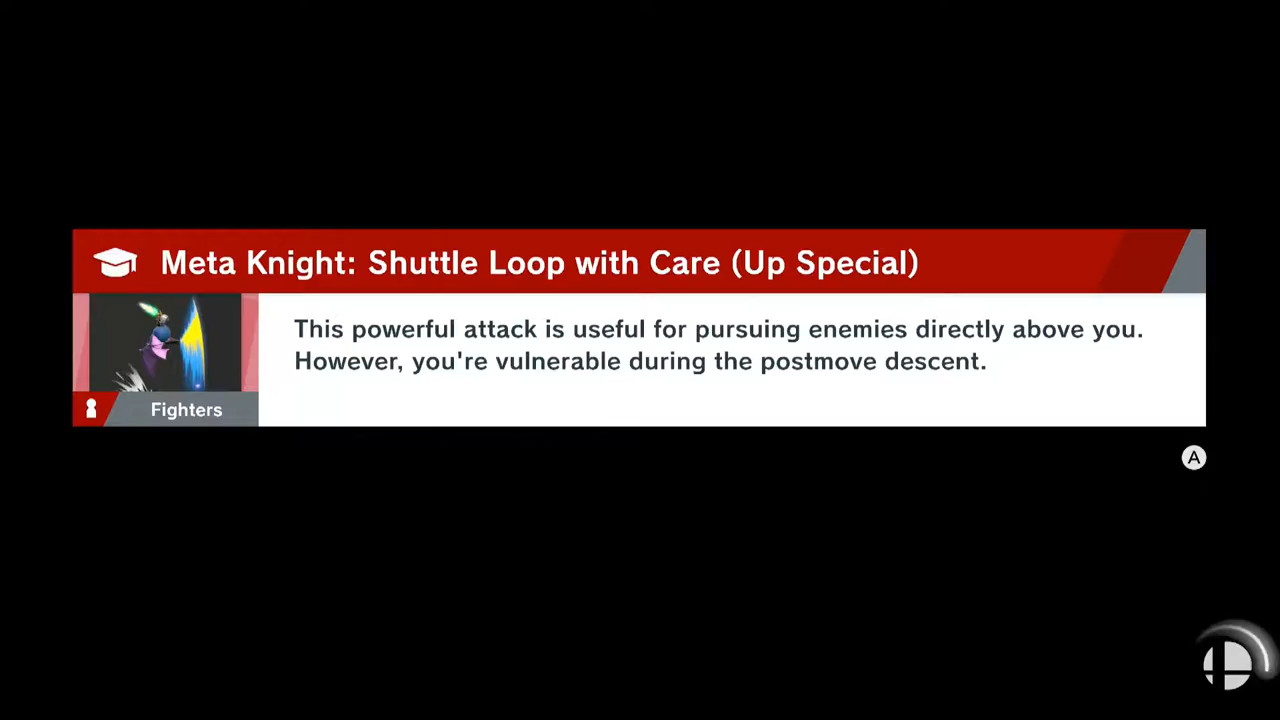 Meta Knight: Shuttle Loop with Care (Up Special)
This powerful attack is useful for pursuing enemies directly above you.
However, you're vulnerable during the postmove descent.
Fighters
A